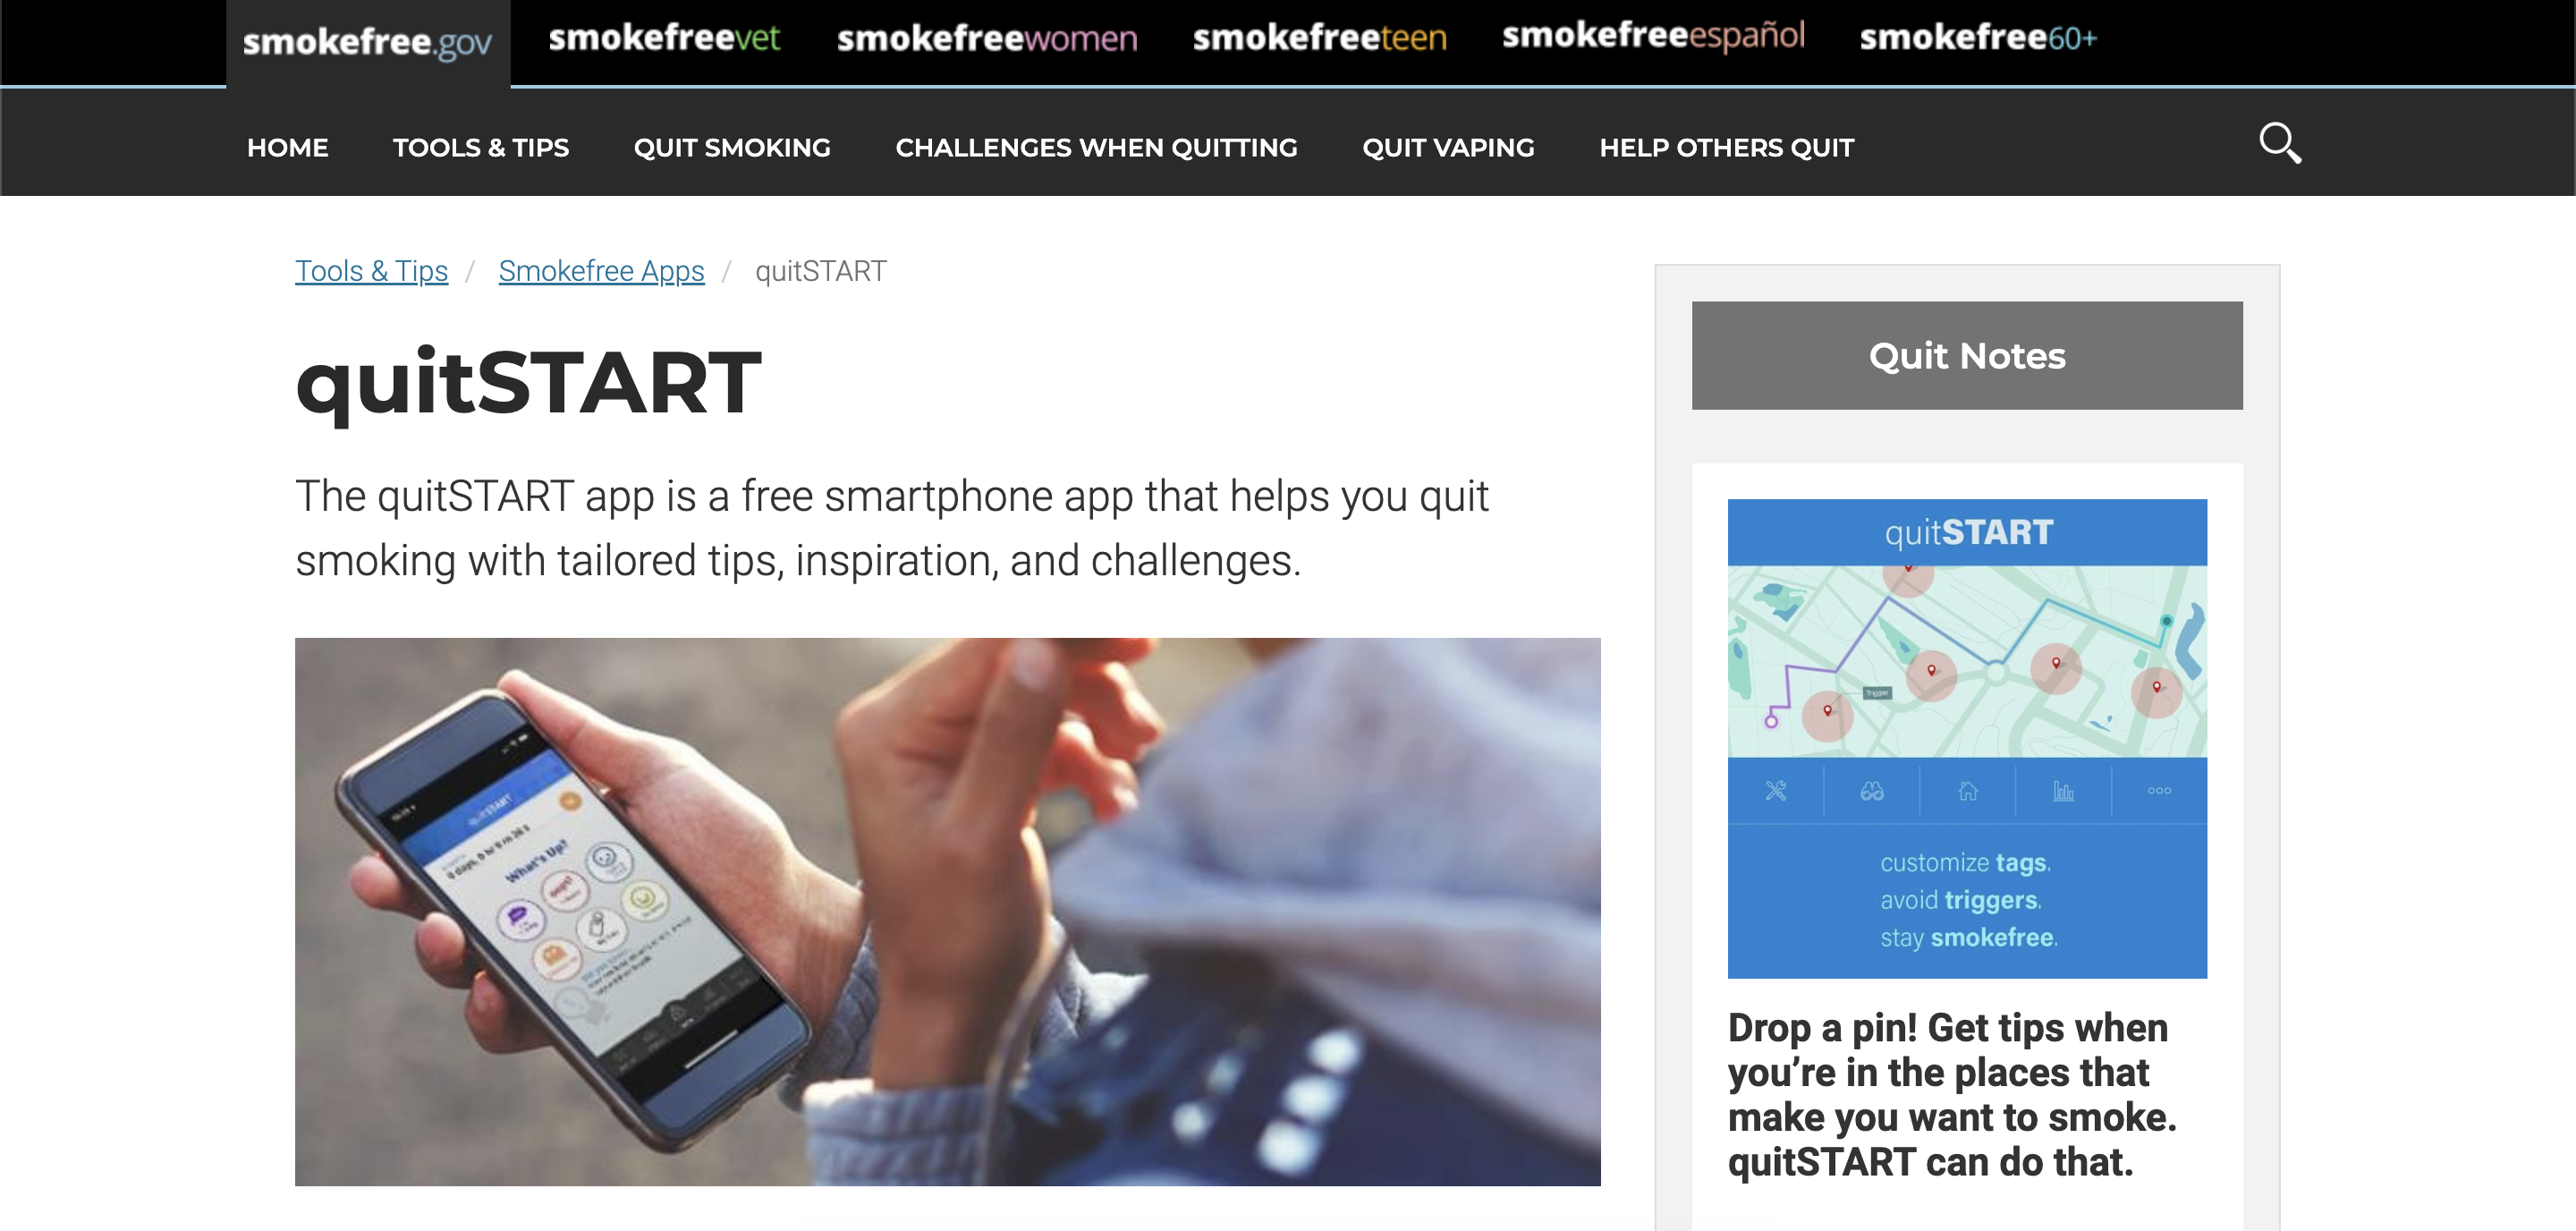 smokefree.gov
smokefreevet
smokefreewomen
smokefreeteen
smokefreeespañol
smokefree60+
HOME
TOOLS & TIPS
QUIT SMOKING
CHALLENGES WHEN QUITTING
QUIT VAPING
HELP OTHERS QUIT
Tools & Tips / Smokefree Apps / quitSTART
quitSTART
The quitSTART app is a free smartphone app that helps you quit
smoking with tailored tips, inspiration, and challenges.
quitSTART
What's Up?
Quit Notes
quitSTART
Trigger
customize tags.
avoid triggers.
stay smokefree.
Drop a pin! Get tips when
you’re in the places that
make you want to smoke.
quitSTART can do that.